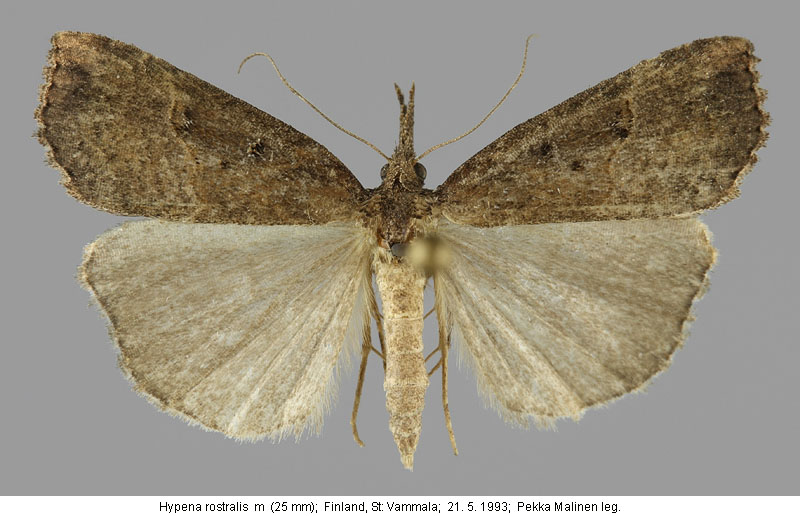 Hypena rostralis m (25 mm); Finland, St: Vammala; 21. 5. 1993; Pekka Malinen leg.